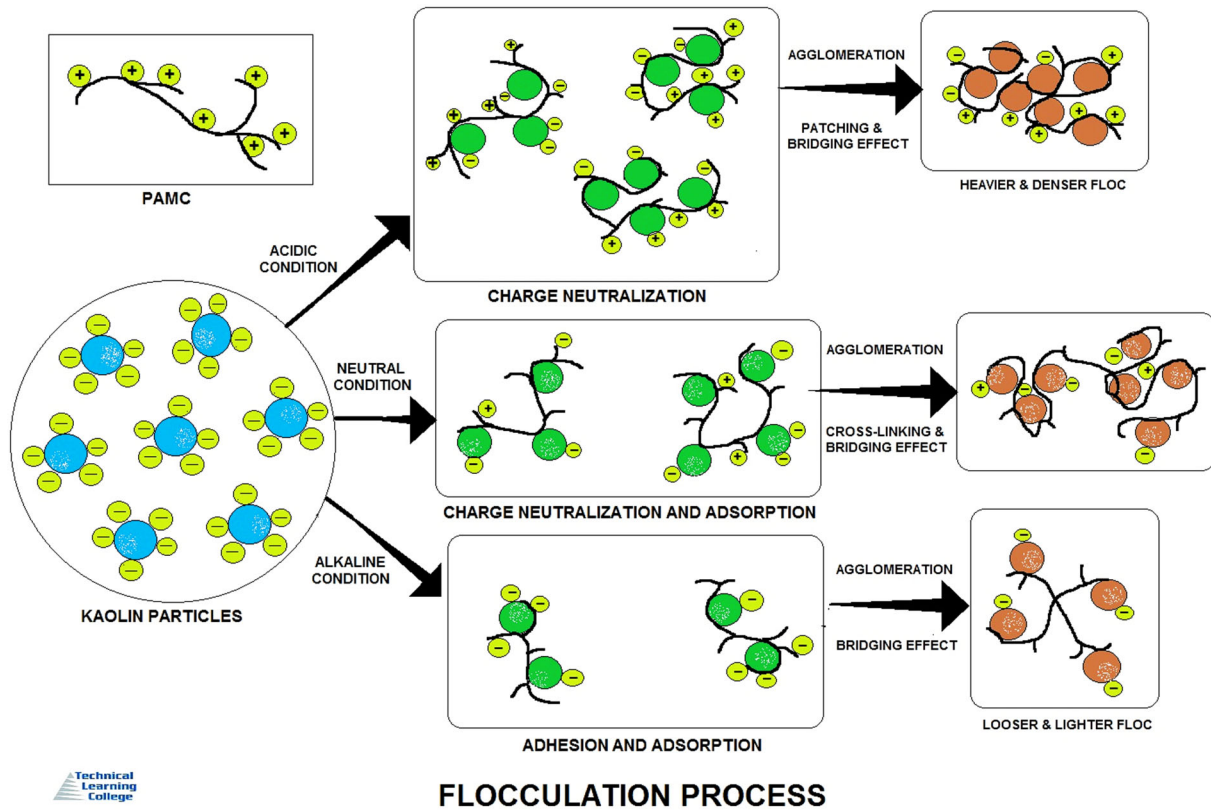 PAMC
ACIDIC
CONDITION
CHARGE NEUTRALIZATION
AGGLOMERATION
PATCHING &
BRIDGING EFFECT
HEAVIER & DENSER FLOC
KAOLIN PARTICLES
NEUTRAL
CONDITION
CHARGE NEUTRALIZATION AND ADSORPTION
AGGLOMERATION
CROSS-LINKING &
BRIDGING EFFECT
ALKALINE
CONDITION
ADHESION AND ADSORPTION
AGGLOMERATION
BRIDGING EFFECT
LOOSER & LIGHTER FLOC
Technical
Learning
College
FLOCCULATION PROCESS